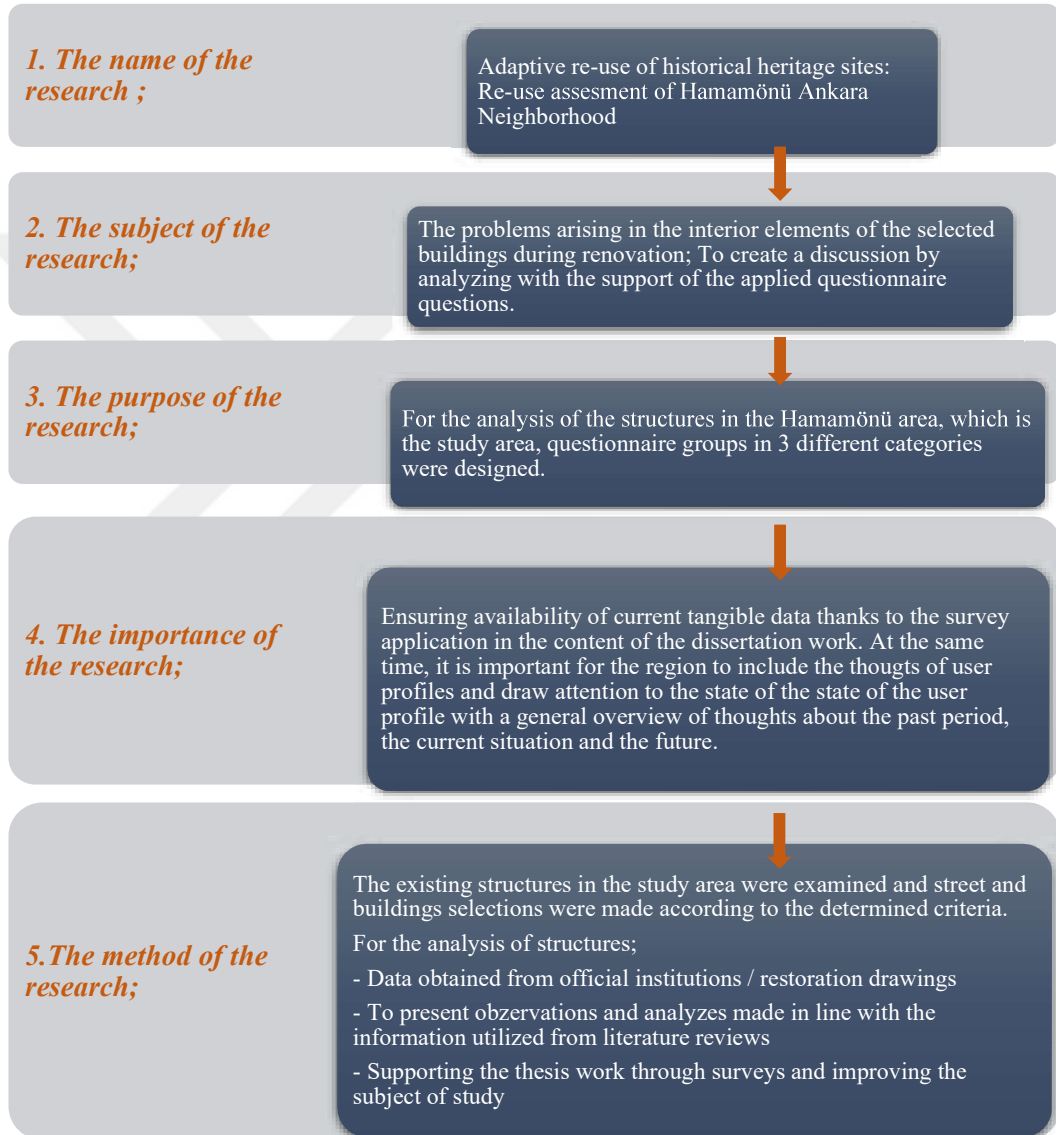 1. The name of the
research ;
Adaptive re-use of historical heritage sites:
Re-use assesment of Hamamönü Ankara
Neighborhood
2. The subject of the
research;
The problems arising in the interior elements of the selected
buildings during renovation; To create a discussion by
analyzing with the support of the applied questionnaire
questions.
3. The purpose of the
research;
For the analysis of the structures in the Hamamönü area, which is
the study area, questionnaire groups in 3 different categories
were designed.
4. The importance of
the research;
Ensuring availability of current tangible data thanks to the survey
application in the content of the dissertation work. At the same
time, it is important for the region to include the thougts of user
profiles and draw attention to the state of the state of the user
profile with a general overview of thoughts about the past period,
the current situation and the future.
5.The method of the
research;
The existing structures in the study area were examined and street and
buildings selections were made according to the determined criteria.
For the analysis of structures;
- Data obtained from official institutions / restoration drawings
- To present obzervations and analyzes made in line with the
information utilized from literature reviews
- Supporting the thesis work through surveys and improving the
subject of study